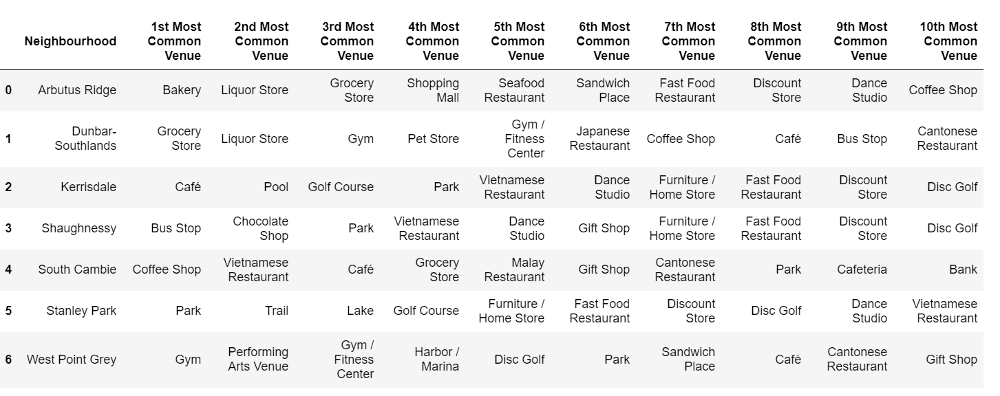 Neighbourhood 1st Most Common Venue 2nd Most Common Venue 3rd Most Common Venue 4th Most Common Venue 5th Most Common Venue 6th Most Common Venue 7th Most Common Venue 8th Most Common Venue 9th Most Common Venue 10th Most Common Venue
0 Arbutus Ridge Bakery Liquor Store Grocery Store Shopping Mall Seafood Restaurant Sandwich Place Fast Food Restaurant Discount Store Dance Studio Coffee Shop
1 Dunbar-Southlands Grocery Store Liquor Store Gym Pet Store Gym / Fitness Center Japanese Restaurant Coffee Shop Café Bus Stop Cantonese Restaurant
2 Kerrisdale Café Pool Golf Course Park Vietnamese Restaurant Dance Studio Furniture / Home Store Fast Food Restaurant Discount Store Disc Golf
3 Shaughnessy Bus Stop Chocolate Shop Park Vietnamese Restaurant Dance Studio Gift Shop Furniture / Home Store Fast Food Restaurant Discount Store Disc Golf
4 South Cambie Coffee Shop Vietnamese Restaurant Café Grocery Store Malay Restaurant Gift Shop Cantonese Restaurant Park Cafeteria Bank
5 Stanley Park Park Trail Lake Golf Course Furniture / Home Store Fast Food Restaurant Discount Store Disc Golf Dance Studio Vietnamese Restaurant
6 West Point Grey Gym Performing Arts Venue Gym / Fitness Center Harbor / Marina Disc Golf Park Sandwich Place Café Cantonese Restaurant Gift Shop